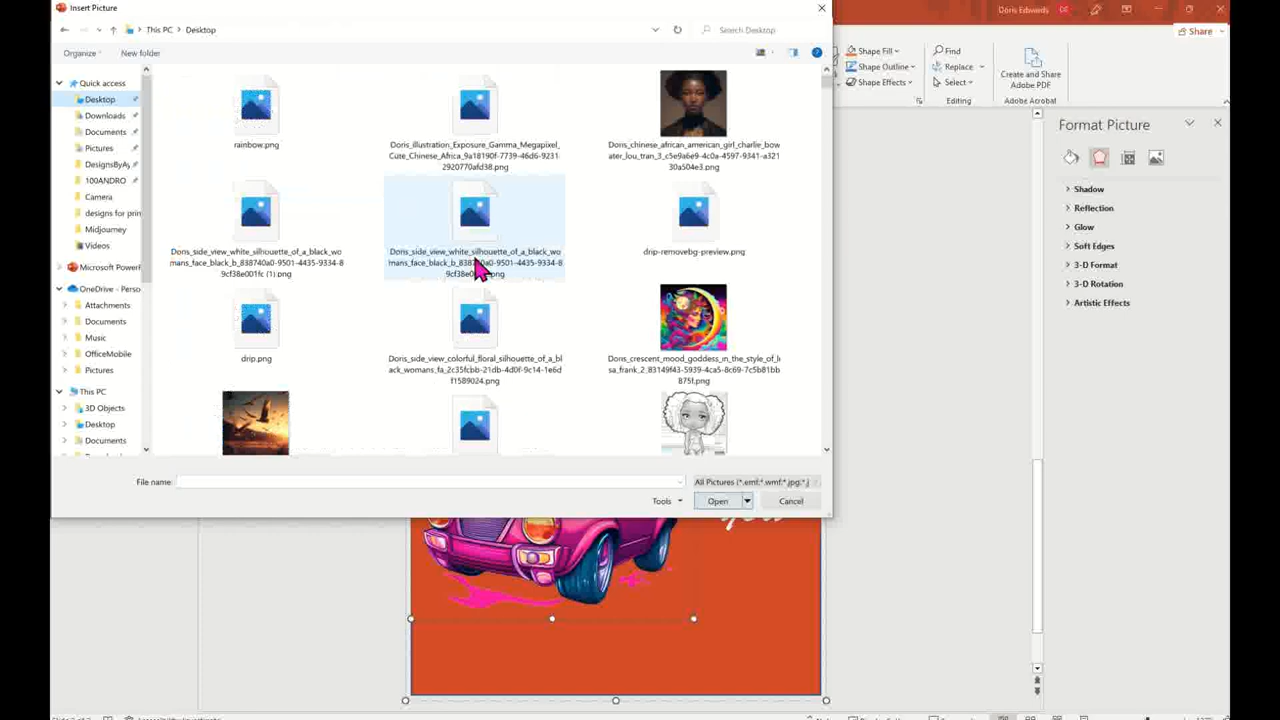 Insert Picture
Doris Edwards
This PC
Desktop
Search Desktop
Share
Organize
New folder
Shape Fill
Shape Outline
Shape Effects
Find
Replace
Select
Editing
Create and Share
Adobe PDF
Adobe Acrobat
Quick access
Desktop
Downloads
Documents
Pictures
DesignsByAy
100ANDRO
Camera
designs for prin
Midjourney
Videos
Microsoft PowerF
OneDrive - Perso
Attachments
Documents
Music
OfficeMobile
Pictures
This PC
3D Objects
Desktop
Documents
rainbow.png
Doris_illustration_Exposure_Gamma_Megapixel_
Cute_Chinese_Africa_9a18190f-7739-46d6-9231
2920770afd38.png
Doris_chinese_african_american_girl_charlie_bow
ater_lou_tran_3_c5e9a6e9-4c0a-4597-9341-a321
30a504e3.png
Doris_side_view_white_silhouette_of_a_black_wo
mans_face_black_b_838740a0-9501-4435-9334-8
9cf38e001fc (1).png
Doris_side_view_white_silhouette_of_a_black_wo
drip-removebg-preview.png
drip.png
Doris_side_view_colorful_floral_silhouette_of_a_bl
ack_womans_fa_2c35fcbb-21db-4d0f-9c14-1e6d
f1589024.png
Doris_crescent_mood_goddess_in_the_style_of_li
sa_frank_2_83149f43-5939-4ca5-8c69-7c5b81bb
875f.png
File name:
All Pictures (*.emf;*.wmf;*.jpg;*.j
Tools
Open
Cancel
Format Picture
Shadow
Reflection
Glow
Soft Edges
3-D Format
3-D Rotation
Artistic Effects